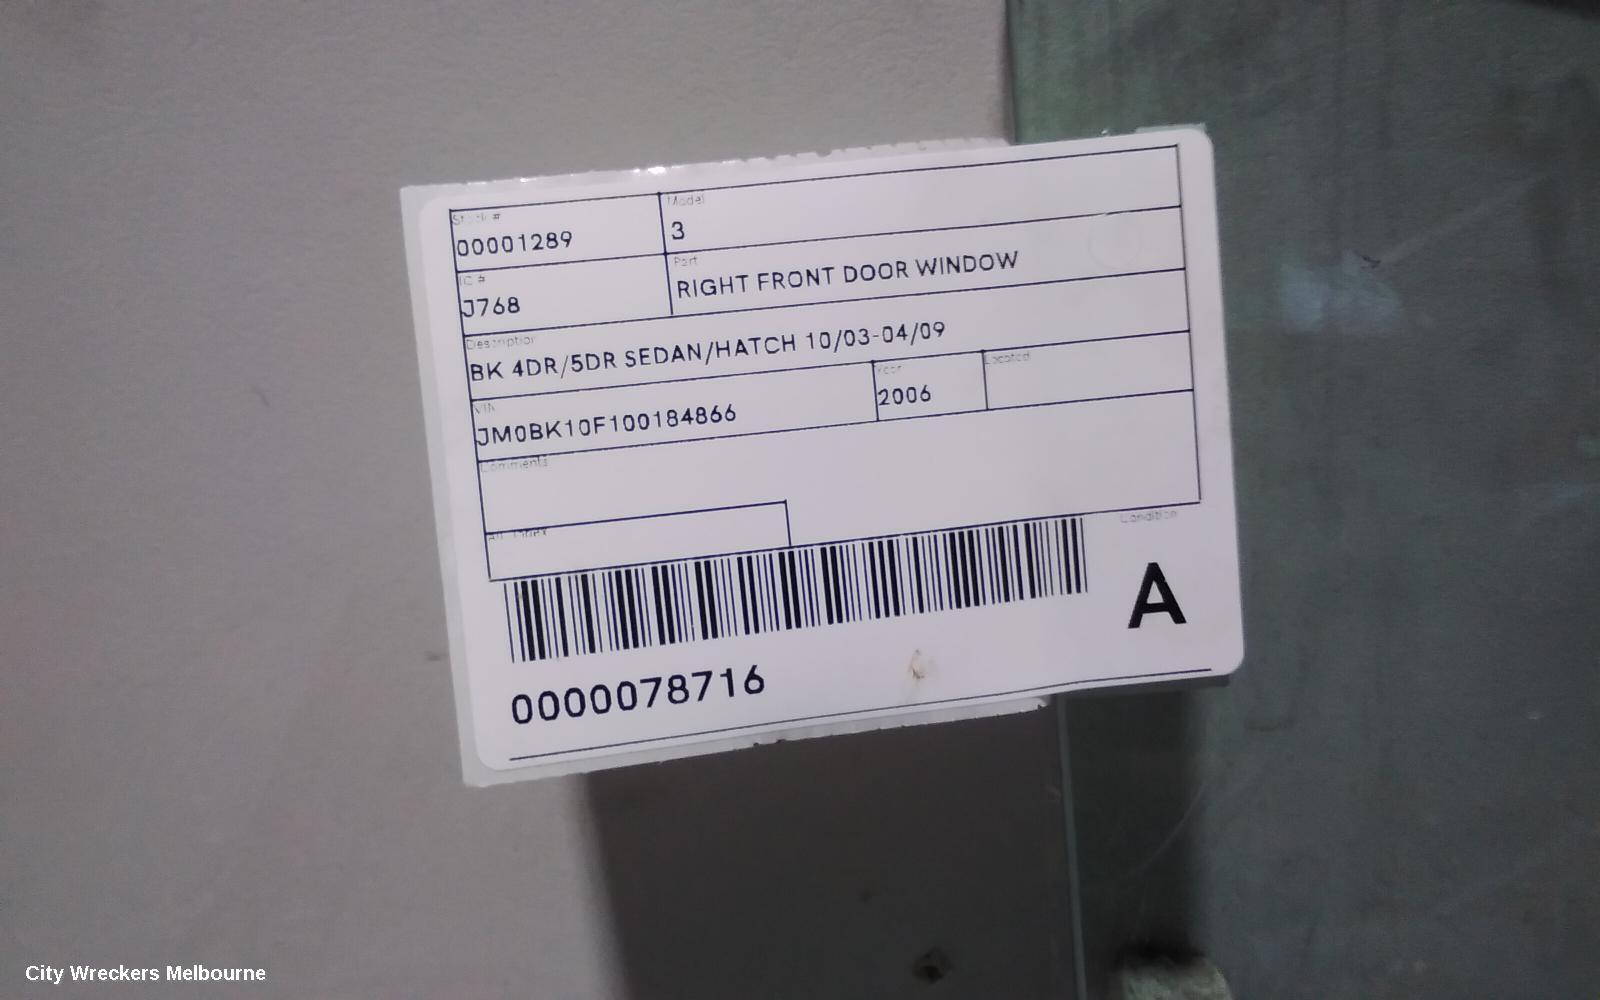 Stock # Model
00001289 3
IC # Part
J768 RIGHT FRONT DOOR WINDOW
Description
BK 4DR/5DR SEDAN/HATCH 10/03-04/09
VIN Year Located
JM0BK10F100184866 2006
Comments
Condition
A
0000078716
City Wreckers Melbourne